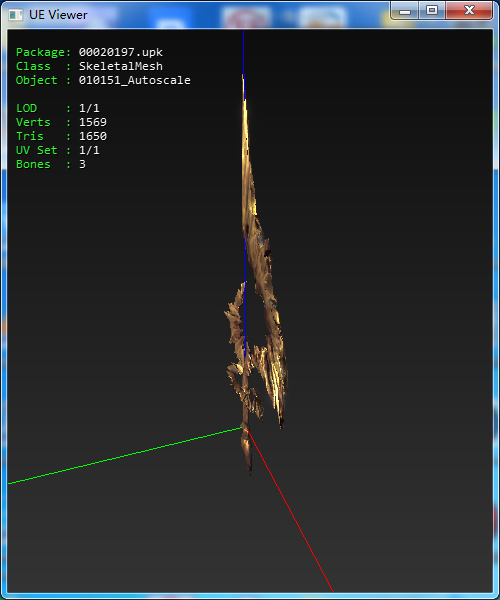 UE Viewer
Package: 00020197.upk
Class : SkeletalMesh
Object : 010151_Autoscale
LOD : 1/1
Verts : 1569
Tris : 1650
UV Set : 1/1
Bones : 3